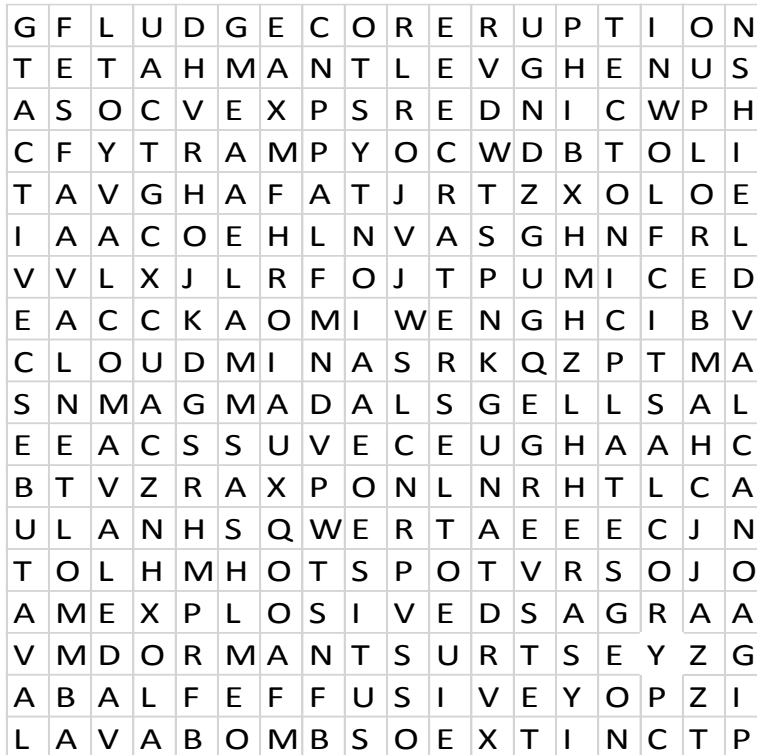 G F L U D G E C O R E R U P T I O N
T E T A H M A N T L E V G H E N U S
A S O C V E X P S R E D N I C W P H
C F Y T R A M P Y O C W D B T O L I
T A V G H A F A T J R T Z X O L O E
I A A C O E H L N V A S G H N F R L
V V L X J L R F O J T P U M I C E D
E A C C K A O M I W E N G H C I B V
C L O U D M I N A S R K Q Z P T M A
S N M A G M A D A L S G E L L S A L
E E A C S S U V E C E U G H A A H C
B T V Z R A X P O N L N R H T L C A
U L A N H S Q W E R T A E E E C J N
T O L H M H O T S P O T V R S O J O
A M E X P L O S I V E D S A G R A A
V M D O R M A N T S U R T S E Y Z G
A B A L F E F F U S I V E Y O P Z I
L A V A B O M B S O E X T I N C T P